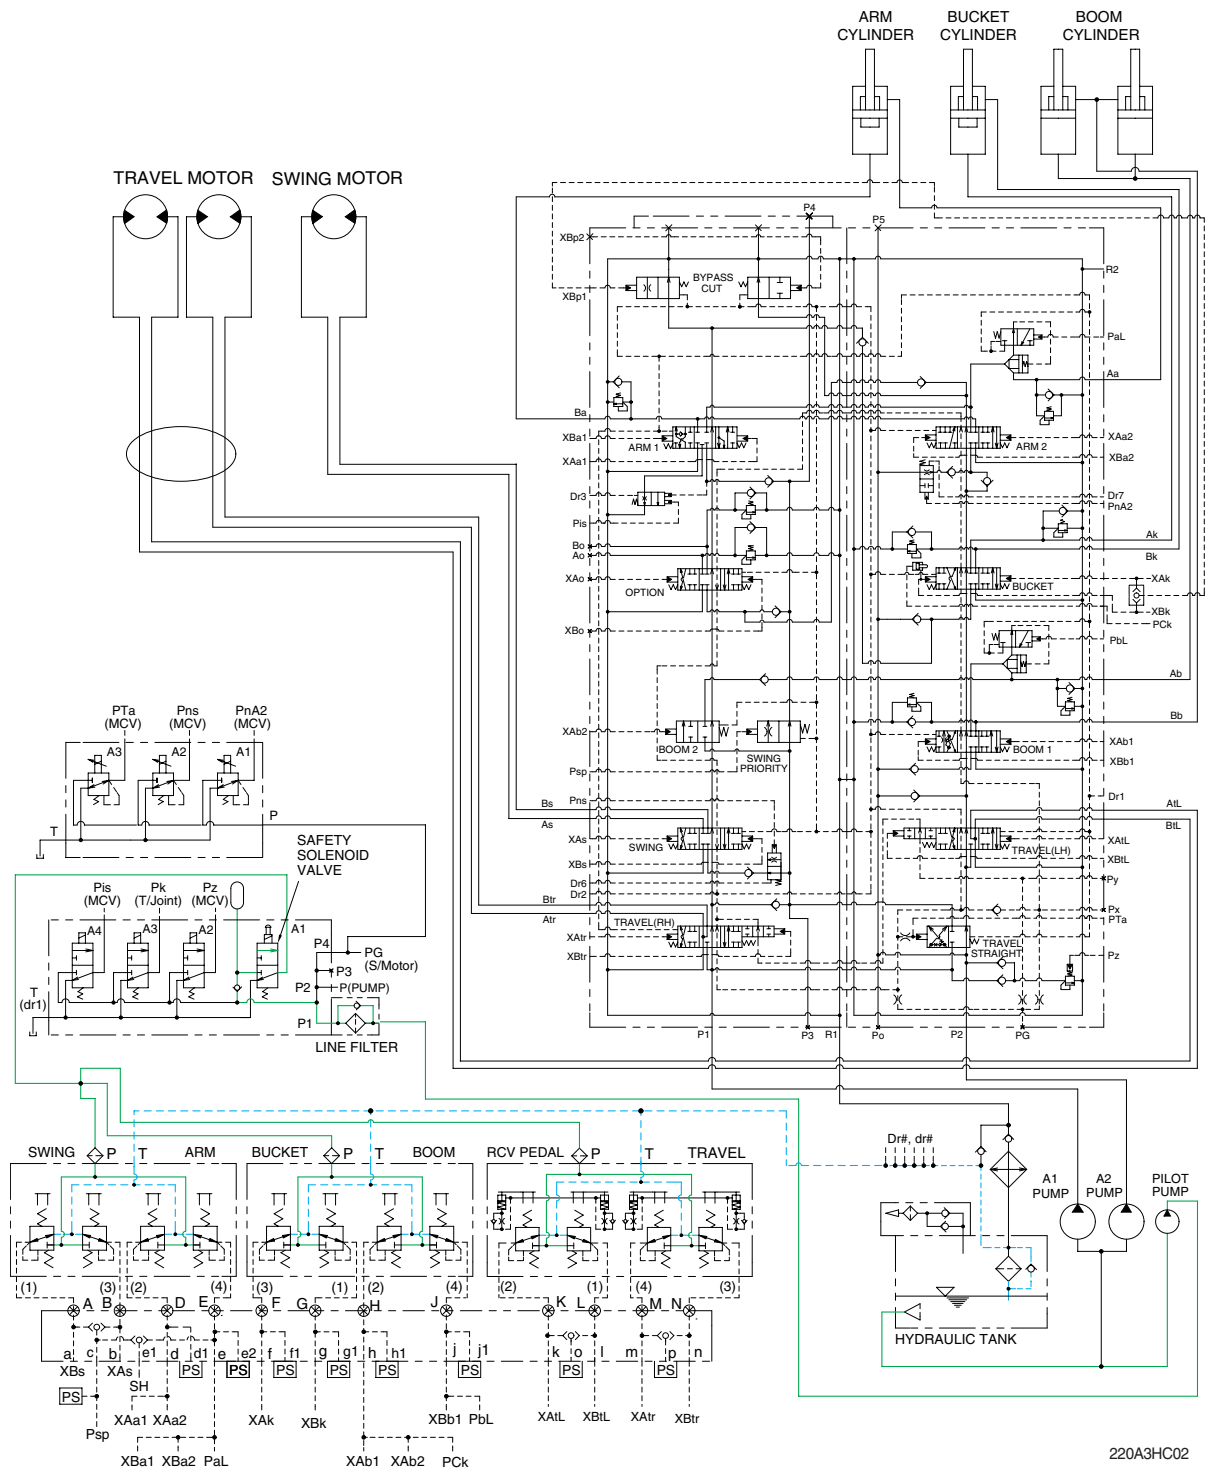 ARM
CYLINDER
BUCKET
CYLINDER
BOOM
CYLINDER
TRAVEL MOTOR
SWING MOTOR
P4
P5
XBp2
XBp1
BYPASS
CUT
R2
PaL
Aa
Ba
XBa1
XAa1
ARM 1
ARM 2
XAa2
XBa2
Dr3
Pis
Dr7
PnA2
Bo
Ao
Ak
Bk
XAo
OPTION
BUCKET
XAk
XBk
PCk
XBo
PbL
Ab
Bb
XAb2
BOOM 2
SWING
PRIORITY
BOOM 1
XAb1
XBb1
Psp
Pns
Dr1
Bs
As
AtL
BtL
XAs
SWING
TRAVEL(LH)
XAtL
XBs
XBtL
Dr6
Dr2
Py
Btr
Atr
TRAVEL(RH)
Px
PTa
XAtr
XBtr
TRAVEL
STRAIGHT
Pz
P1
P3
R1
Po
P2
PG
PTa
(MCV)
Pns
(MCV)
PnA2
(MCV)
A3
A2
A1
P
T
SAFETY
SOLENOID
VALVE
Pis
(MCV)
Pk
(T/Joint)
Pz
(MCV)
A4
A3
A2
A1
P4
PG
(S/Motor)
P3
P2
P(PUMP)
T
(dr1)
P1
LINE FILTER
SWING
P
T
ARM
BUCKET
P
T
BOOM
RCV PEDAL
P
T
TRAVEL
Dr#, dr#
A1
PUMP
A2
PUMP
PILOT
PUMP
HYDRAULIC TANK
(1)
(3)
(2)
(4)
(3)
(1)
(2)
(4)
(2)
(1)
(4)
(3)
A
B
D
E
F
G
H
J
K
L
M
N
a
c
b
e1
d
d1
e
e2
f
f1
g
g1
h
h1
j
j1
k
o
l
m
p
n
XBs
XAs
SH
PS
PS
PS
PS
PS
PS
PS
PS
PS
Psp
XAa1
XAa2
XAk
XBk
XBb1
PbL
XAtL
XBtL
XAtr
XBtr
XBa1
XBa2
PaL
XAb1
XAb2
PCk
220A3HC02